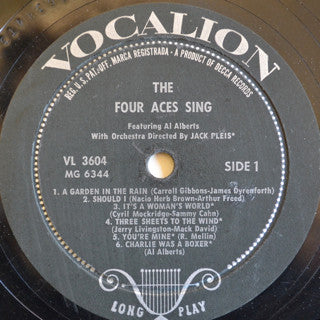 VOCALION
REG. U.S. PAT. OFF. MARCA REGISTRADA - A PRODUCT OF DECCA RECORDS
THE
FOUR ACES SING
Featuring Al Alberts
With Orchestra Directed By JACK PLEIS*
VL 3604
MG 6344
SIDE 1
1. A GARDEN IN THE RAIN (Carroll Gibbons-James Dyrenforth)
2. SHOULD I (Nacio Herb Brown-Arthur Freed)
3. IT'S A WOMAN'S WORLD*
(Cyril Mockridge-Sammy Cahn)
4. THREE SHEETS TO THE WIND*
(Jerry Livingston-Mack David)
5. YOU'RE MINE* (R. Mellin)
6. CHARLIE WAS A BOXER*
(Al Alberts)
LONG PLAY